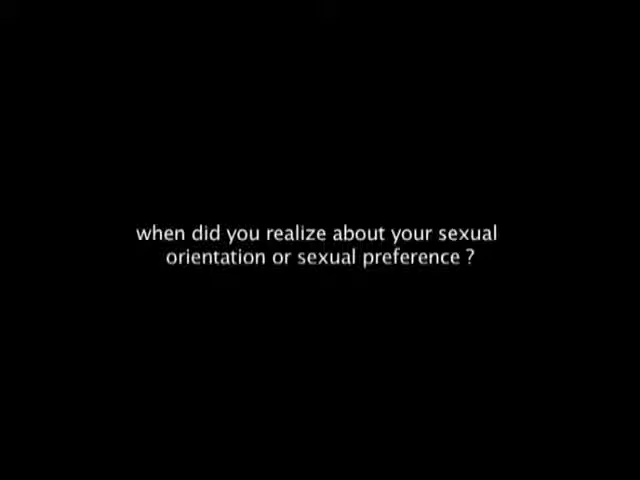 when did you realize about your sexual
orientation or sexual preference ?